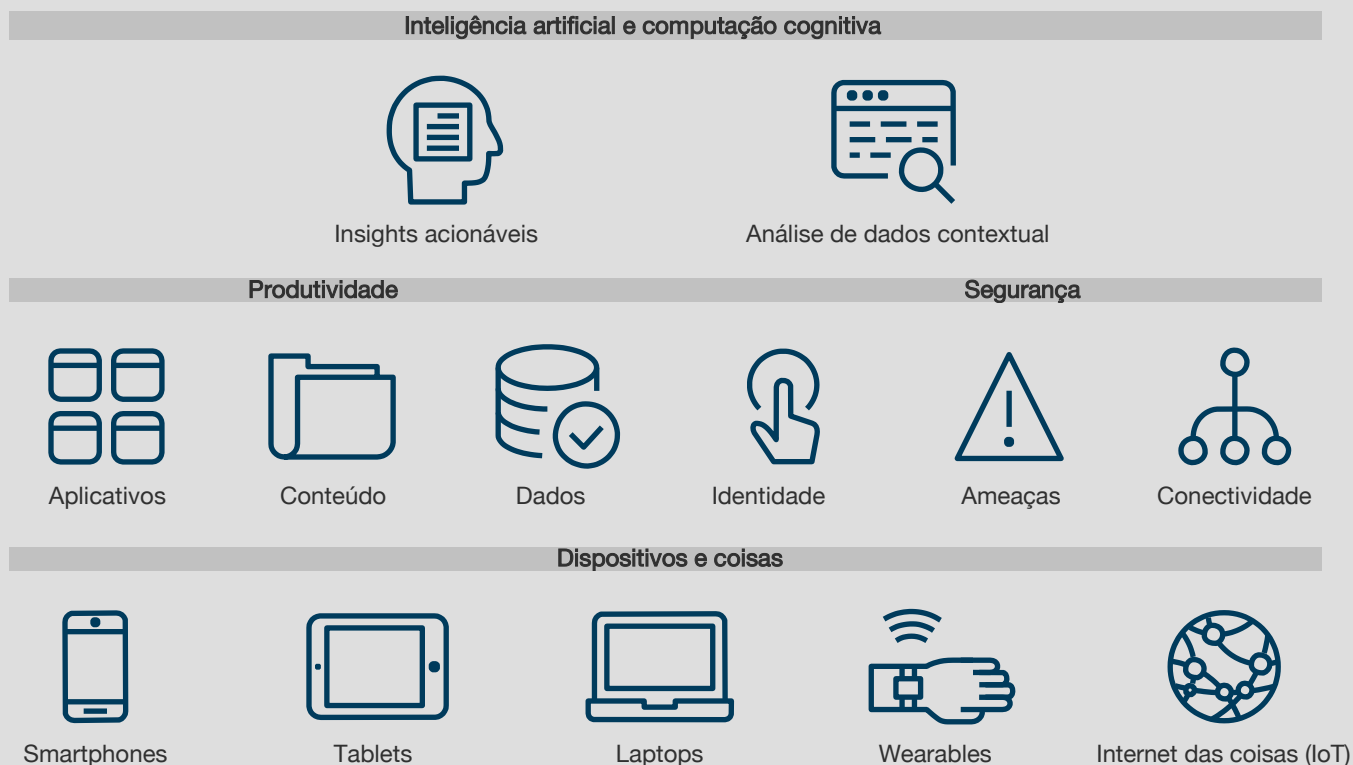 Inteligência artificial e computação cognitiva
Insights acionáveis
Análise de dados contextual
Produtividade
Segurança
Aplicativos
Conteúdo
Dados
Identidade
Ameaças
Conectividade
Dispositivos e coisas
Smartphones
Tablets
Laptops
Wearables
Internet das coisas (IoT)